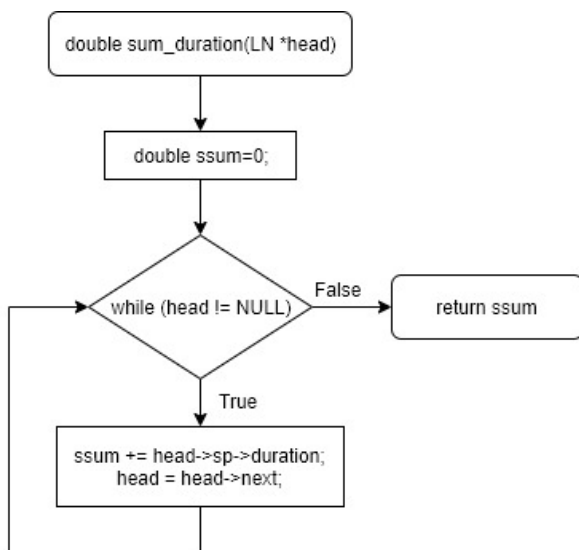 double sum_duration(LN *head)
double ssum=0;
while (head != NULL)
False
return ssum
True
ssum += head->sp->duration;
head = head->next;